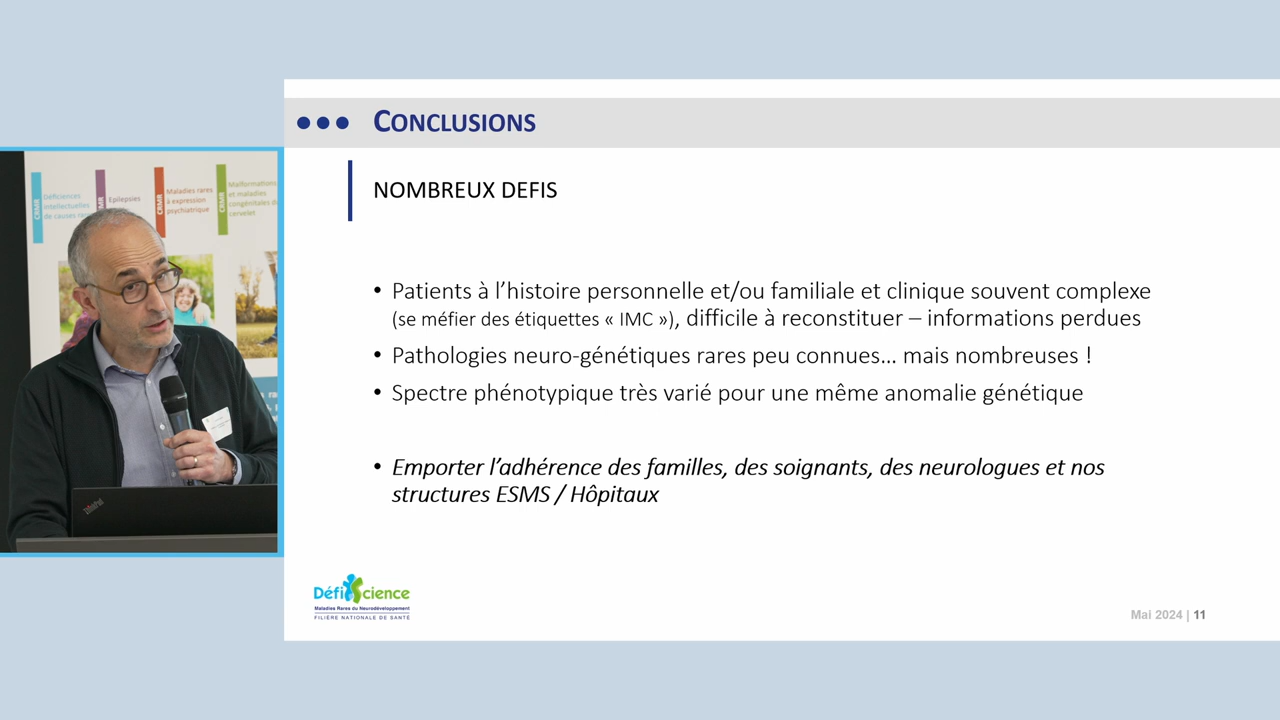 CONCLUSIONS
NOMBREUX DEFIS
• Patients à l’histoire personnelle et/ou familiale et clinique souvent complexe
(se méfier des étiquettes « IMC »), difficile à reconstituer – informations perdues
• Pathologies neuro-génétiques rares peu connues… mais nombreuses !
• Spectre phénotypique très varié pour une même anomalie génétique
• Emporter l’adhérence des familles, des soignants, des neurologues et nos
structures ESMS / Hôpitaux
DéfiScience
Maladies Rares du Neurodéveloppement
FILIÈRE NATIONALE DE SANTÉ
Mai 2024 | 11
CRMR
Déficiences
intellectuelles
de causes
Epilepsies
CRMR
Maladies rares
à expression
psychiatrique
CRMR
Malformations
et maladies
congénitales du
cervelet
ThinkPad